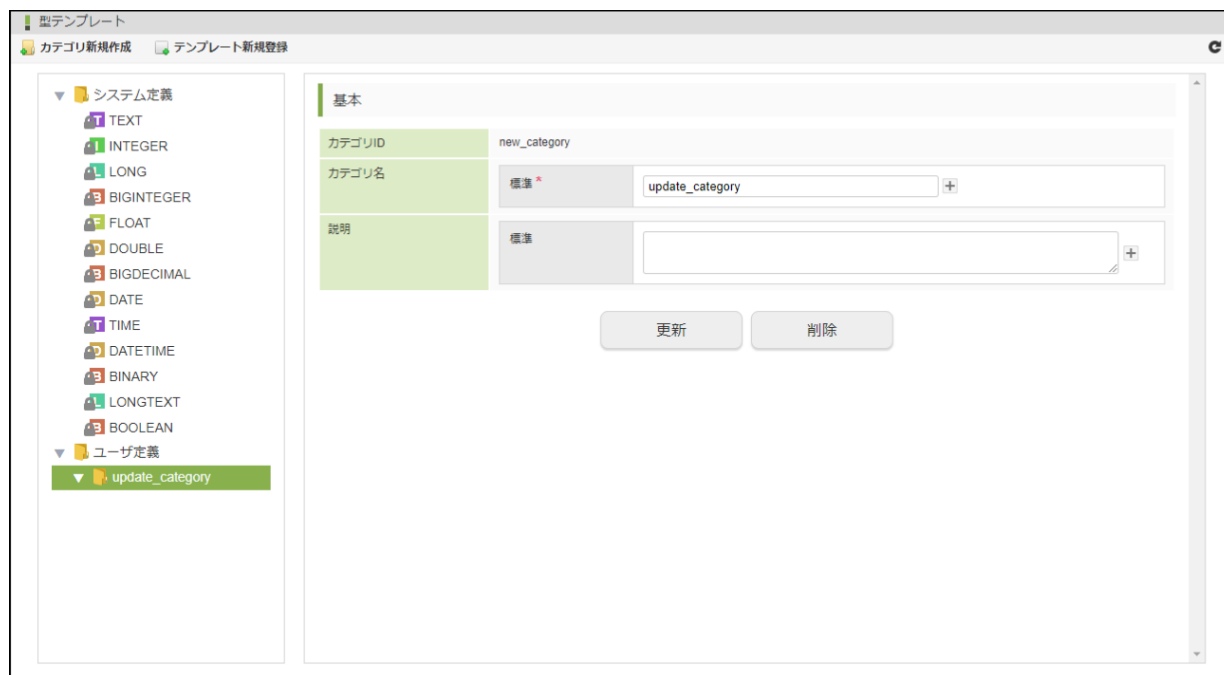 型テンプレート
カテゴリ新規作成 テンプレート新規登録
システム定義
TEXT
INTEGER
LONG
BIGINTEGER
FLOAT
DOUBLE
BIGDECIMAL
DATE
TIME
DATETIME
BINARY
LONGTEXT
BOOLEAN
ユーザ定義
update_category
基本
カテゴリID new_category
カテゴリ名 標準 * update_category
説明 標準
更新 削除